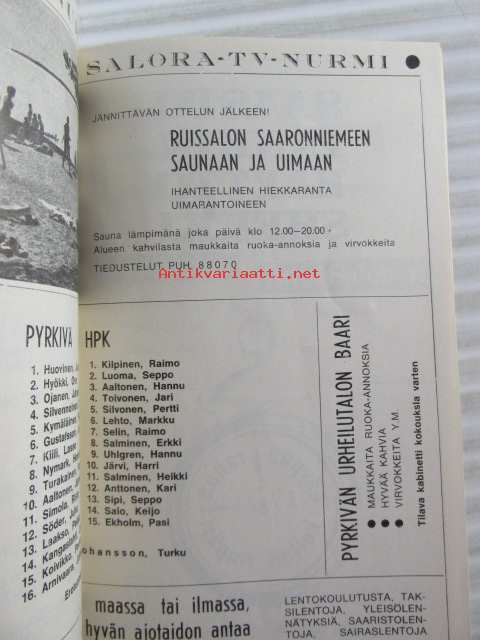 SALORA-TV-NURMI
JÄNNITTÄVÄN OTTELUN JÄLKEEN!
RUISSALON SAARONNIEMEEN
SAUNAAN JA UIMAAN
IHANTEELLINEN HIEKKARANTA
UIMARANTOINEEN
Sauna lämpimänä joka päivä klo 12.00–20.00
Alueen kahvilasta maukkaita ruoka-annoksia ja virvokkeita
TIEDUSTELUT PUH. 88070
Antikvariaatti.net
PYRKIVÄ
1. Huovinen,
2. Hyökki,
3. Ojanen,
4. Silvennoinen
5. Kymäläinen
6. Gustafsson
7. Kiili, Lasse
8. Nymark,
9. Turakainen
10. Aaltonen
11. Simola,
12. Söder,
13. Laakso,
14. Kangas
15. Koivikko,
16. Arnivaara,
HPK
1. Kilpinen, Raimo
2. Luoma, Seppo
3. Aaltonen, Hannu
4. Toivonen, Jari
5. Silvonen, Pertti
6. Lehto, Markku
7. Selin, Raimo
8. Salminen, Erkki
9. Uhlgren, Hannu
10. Järvi, Harri
11. Salminen, Heikki
12. Anttonen, Kari
13. Sipi, Seppo
14. Salo, Keijo
15. Ekholm, Pasi
ohansson, Turku
PYRKIVÄN URHEILUTALON BAARI
● MAUKKAITA RUOKA-ANNOKSIA
● HYVÄÄ KAHVIA
● VIRVOKKEITA Y.M.
Tilava kabinetti kokouksia varten
maassa tai ilmassa,
hyvän ajotaidon antaa
LENTOKOULUTUSTA, TAK-
SILENTOJA, YLEISÖLEN-
NÄTYKSIÄ, SAARISTOLEN-
TOJA SAIRASLENTOJA